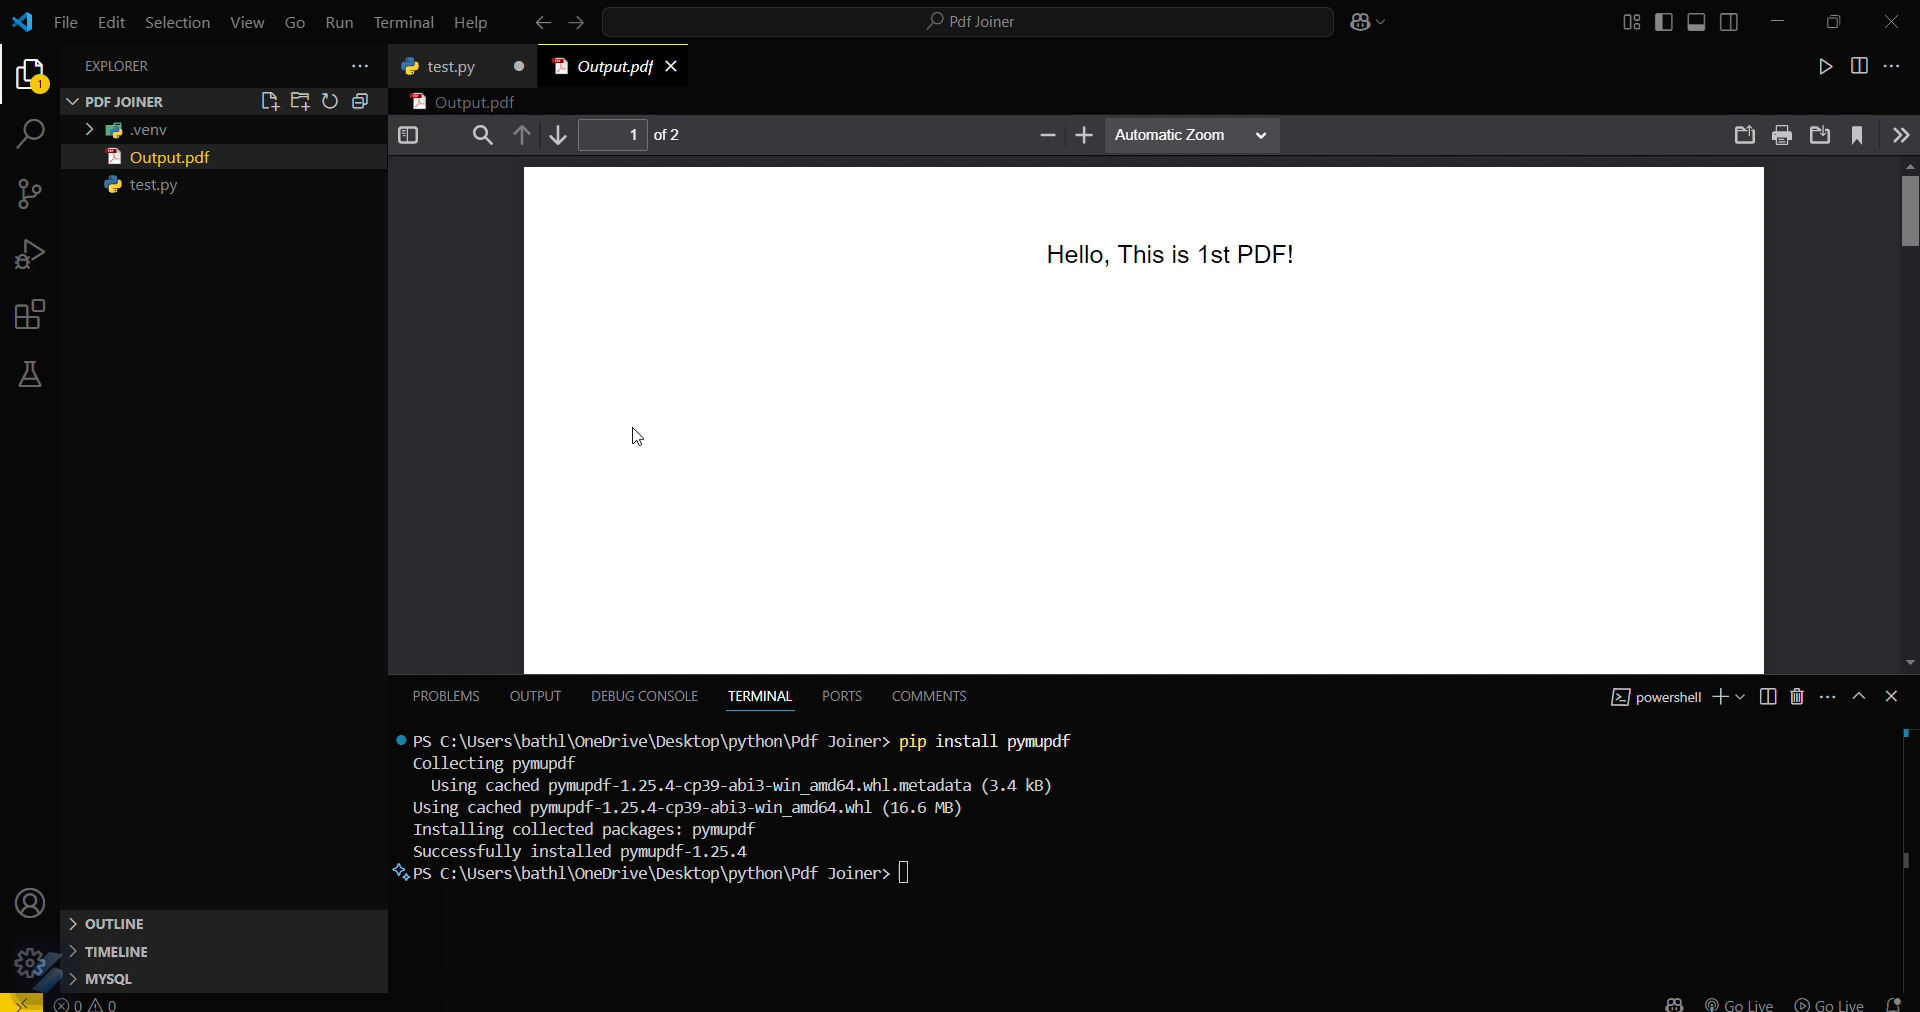 File Edit Selection View Go Run Terminal Help Pdf Joiner
EXPLORER
PDF JOINER
.venv
Output.pdf
test.py
test.py Output.pdf
Output.pdf
1 of 2 Automatic Zoom
Hello, This is 1st PDF!
PROBLEMS OUTPUT DEBUG CONSOLE TERMINAL PORTS COMMENTS powershell
PS C:\Users\bathl\OneDrive\Desktop\python\Pdf Joiner> pip install pymupdf
Collecting pymupdf
Using cached pymupdf-1.25.4-cp39-abi3-win_amd64.whl.metadata (3.4 kB)
Using cached pymupdf-1.25.4-cp39-abi3-win_amd64.whl (16.6 MB)
Installing collected packages: pymupdf
Successfully installed pymupdf-1.25.4
PS C:\Users\bathl\OneDrive\Desktop\python\Pdf Joiner>
OUTLINE
TIMELINE
MYSQL
1
0 0 Go Live Go Live